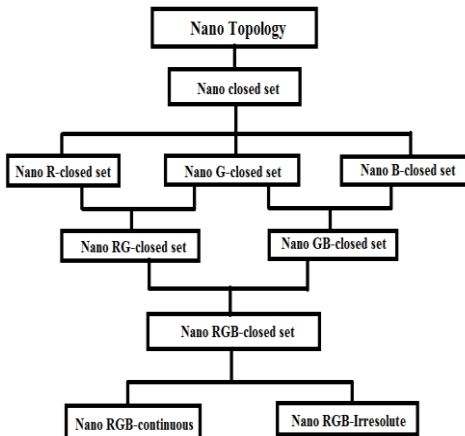 Nano Topology
Nano closed set
Nano R-closed set
Nano G-closed set
Nano B-closed set
Nano RG-closed set
Nano GB-closed set
Nano RGB-closed set
Nano RGB-continuous
Nano RGB-Irresolute